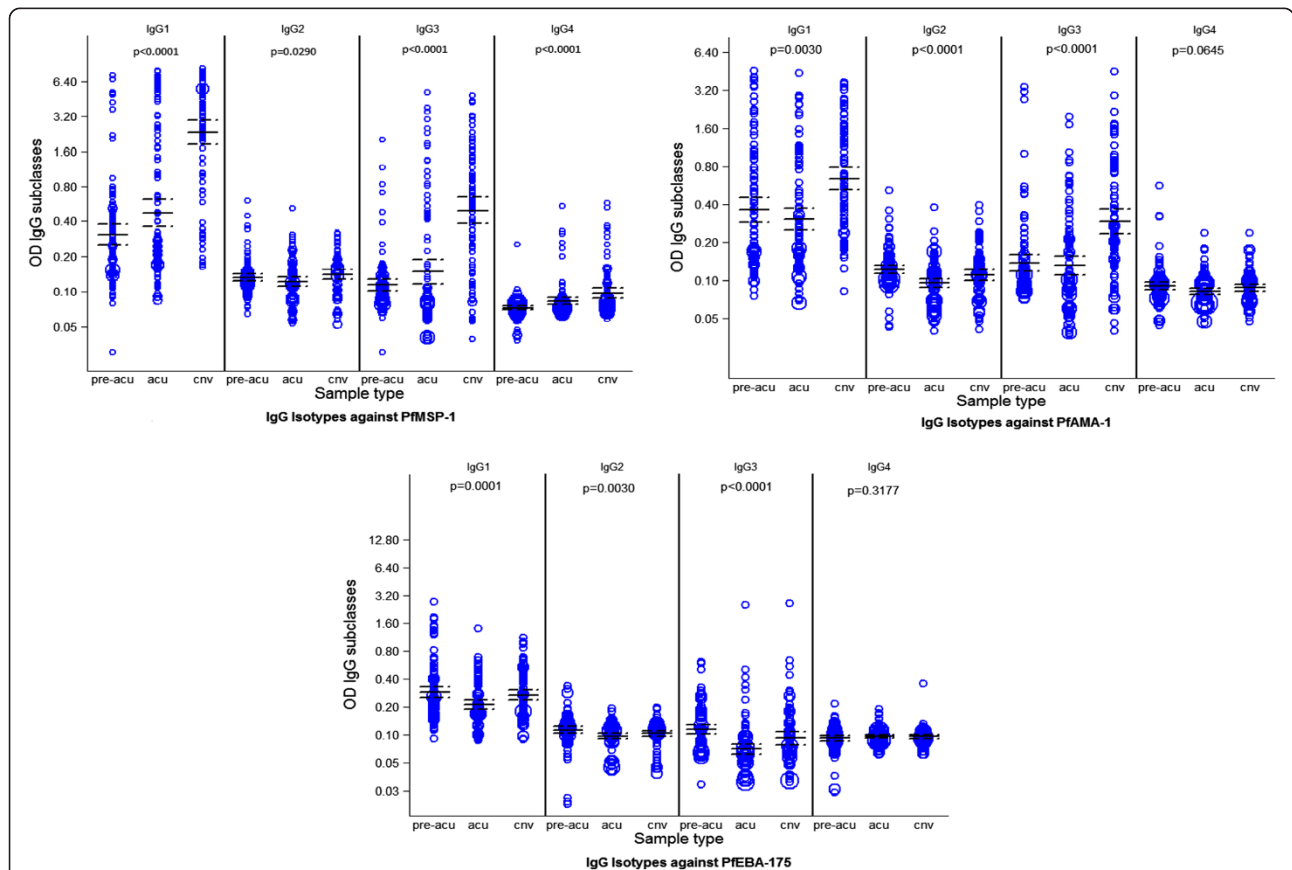 IgG1 IgG2 IgG3 IgG4
p<0.0001 p=0.0290 p<0.0001 p<0.0001
6.40
3.20
1.60
0.80
0.40
0.20
0.10
0.05
OD IgG subclasses
pre-acu acu cnv pre-acu acu cnv pre-acu acu cnv pre-acu acu cnv
Sample type
IgG Isotypes against PfMSP-1
IgG1 IgG2 IgG3 IgG4
p=0.0030 p<0.0001 p<0.0001 p=0.0645
6.40
3.20
1.60
0.80
0.40
0.20
0.10
0.05
OD IgG subclasses
pre-acu acu cnv pre-acu acu cnv pre-acu acu cnv pre-acu acu cnv
Sample type
IgG Isotypes against PfAMA-1
IgG1 IgG2 IgG3 IgG4
p=0.0001 p=0.0030 p<0.0001 p=0.3177
12.80
6.40
3.20
1.60
0.80
0.40
0.20
0.10
0.05
0.03
OD IgG subclasses
pre-acu acu cnv pre-acu acu cnv pre-acu acu cnv pre-acu acu cnv
Sample type
IgG Isotypes against PfEBA-175